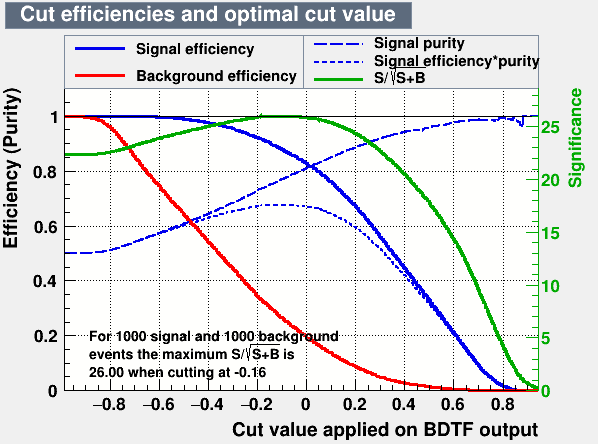 Cut efficiencies and optimal cut value
Signal efficiency
Background efficiency
Signal purity
Signal efficiency*purity
S/√S+B
Efficiency (Purity)
1
0.8
0.6
0.4
0.2
0
Significance
25
20
15
10
5
0
For 1000 signal and 1000 background
events the maximum S/√S+B is
26.00 when cutting at -0.16
−0.8 −0.6 −0.4 −0.2 0 0.2 0.4 0.6 0.8
Cut value applied on BDTF output